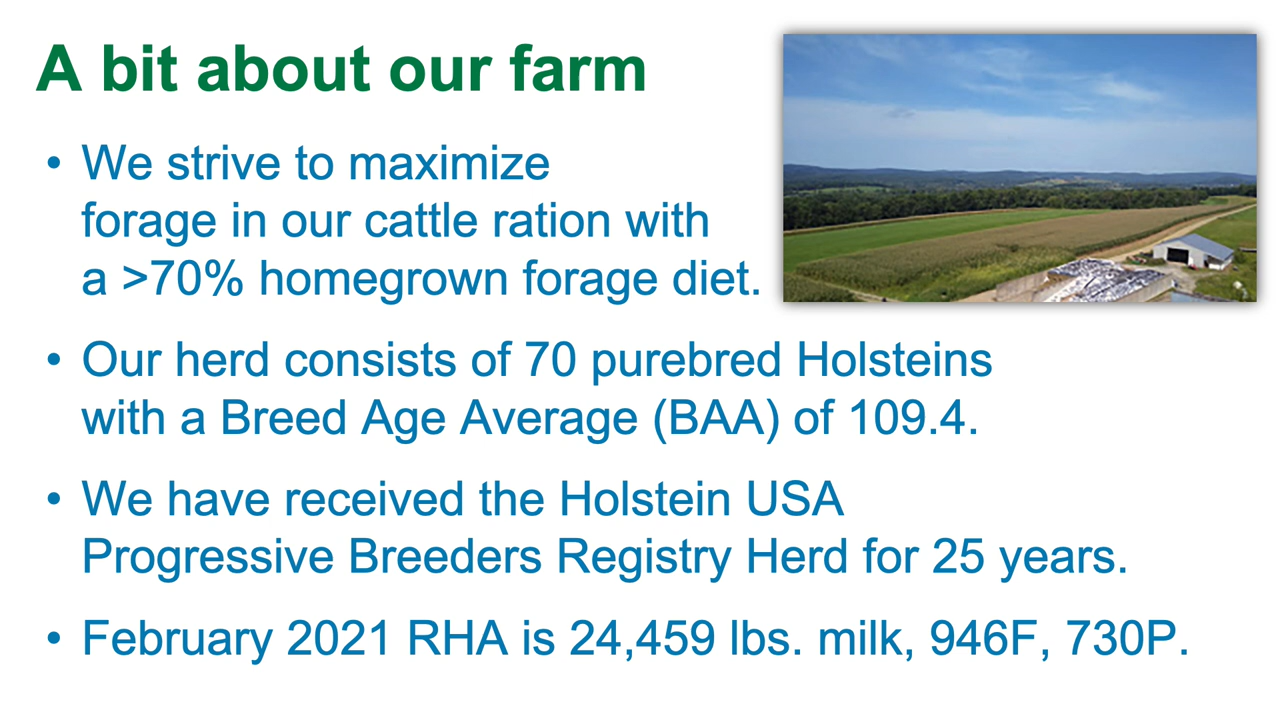 A bit about our farm
• We strive to maximize
forage in our cattle ration with
a >70% homegrown forage diet.
• Our herd consists of 70 purebred Holsteins
with a Breed Age Average (BAA) of 109.4.
• We have received the Holstein USA
Progressive Breeders Registry Herd for 25 years.
• February 2021 RHA is 24,459 lbs. milk, 946F, 730P.